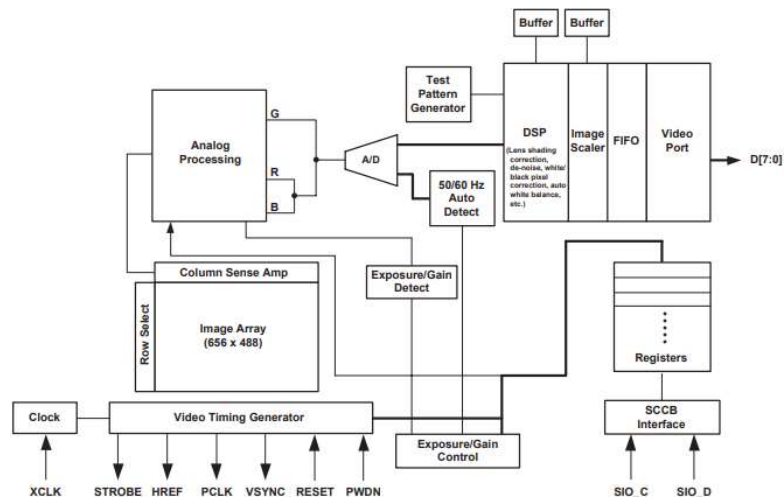 Buffer
Buffer
Test
Pattern
Generator
DSP
(Lens shading
correction,
de-noise, white/
black pixel
correction, auto
white balance,
etc.)
Image
Scaler
FIFO
Video
Port
D[7:0]
Analog
Processing
G
R
B
A/D
50/60 Hz
Auto
Detect
Column Sense Amp
Row Select
Image Array
(656 x 488)
Exposure/Gain
Detect
Registers
Clock
Video Timing Generator
Exposure/Gain
Control
SCCB
Interface
XCLK
STROBE
HREF
PCLK
VSYNC
RESET
PWDN
SIO_C
SIO_D